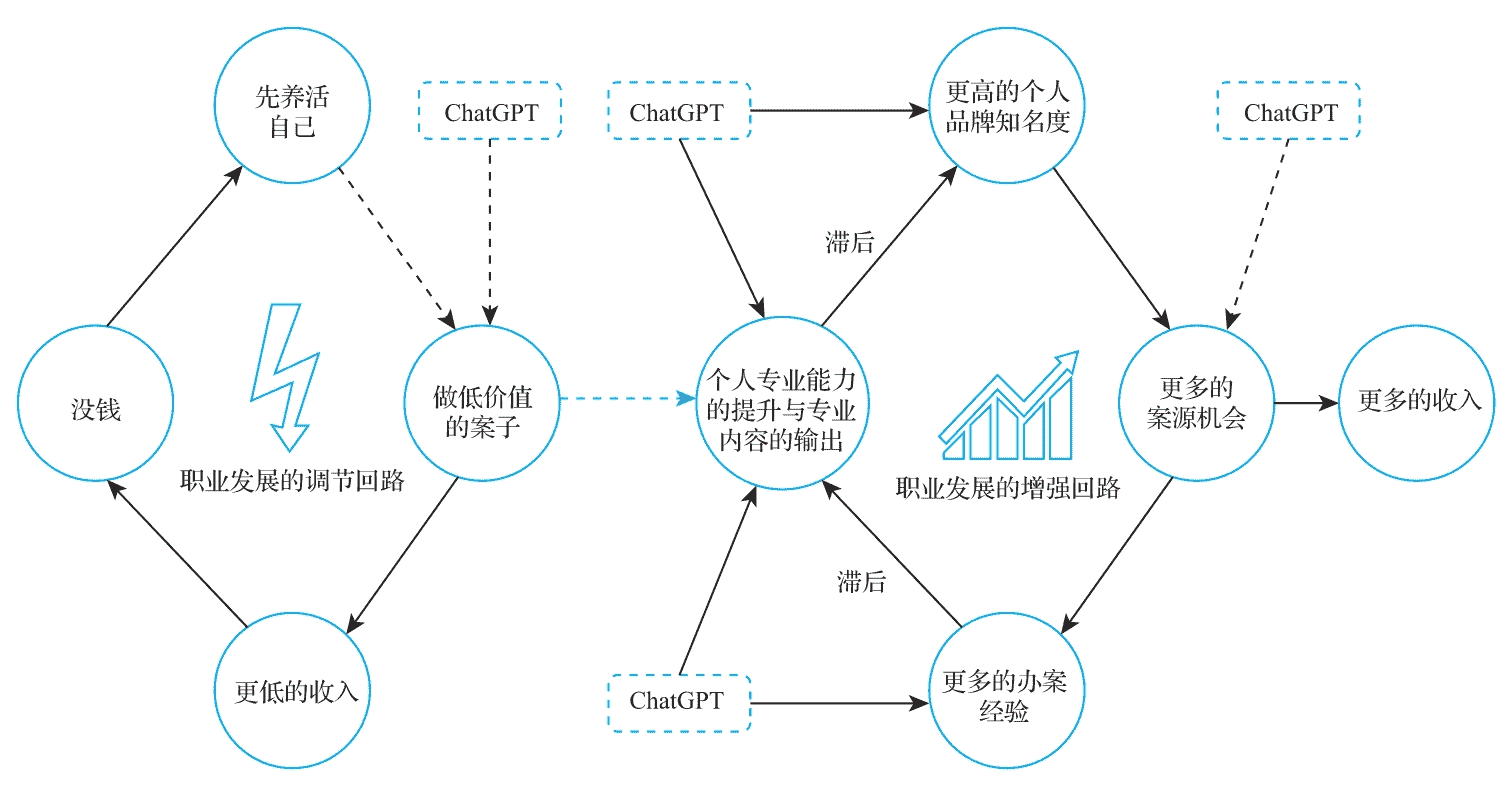 先养活
自己
ChatGPT
ChatGPT
更高的个人
品牌知名度
ChatGPT
滞后
没钱
做低价值
的案子
个人专业能力
的提升与专业
内容的输出
更多的
案源机会
更多的收入
职业发展的调节回路
职业发展的增强回路
滞后
更低的收入
ChatGPT
更多的办案
经验